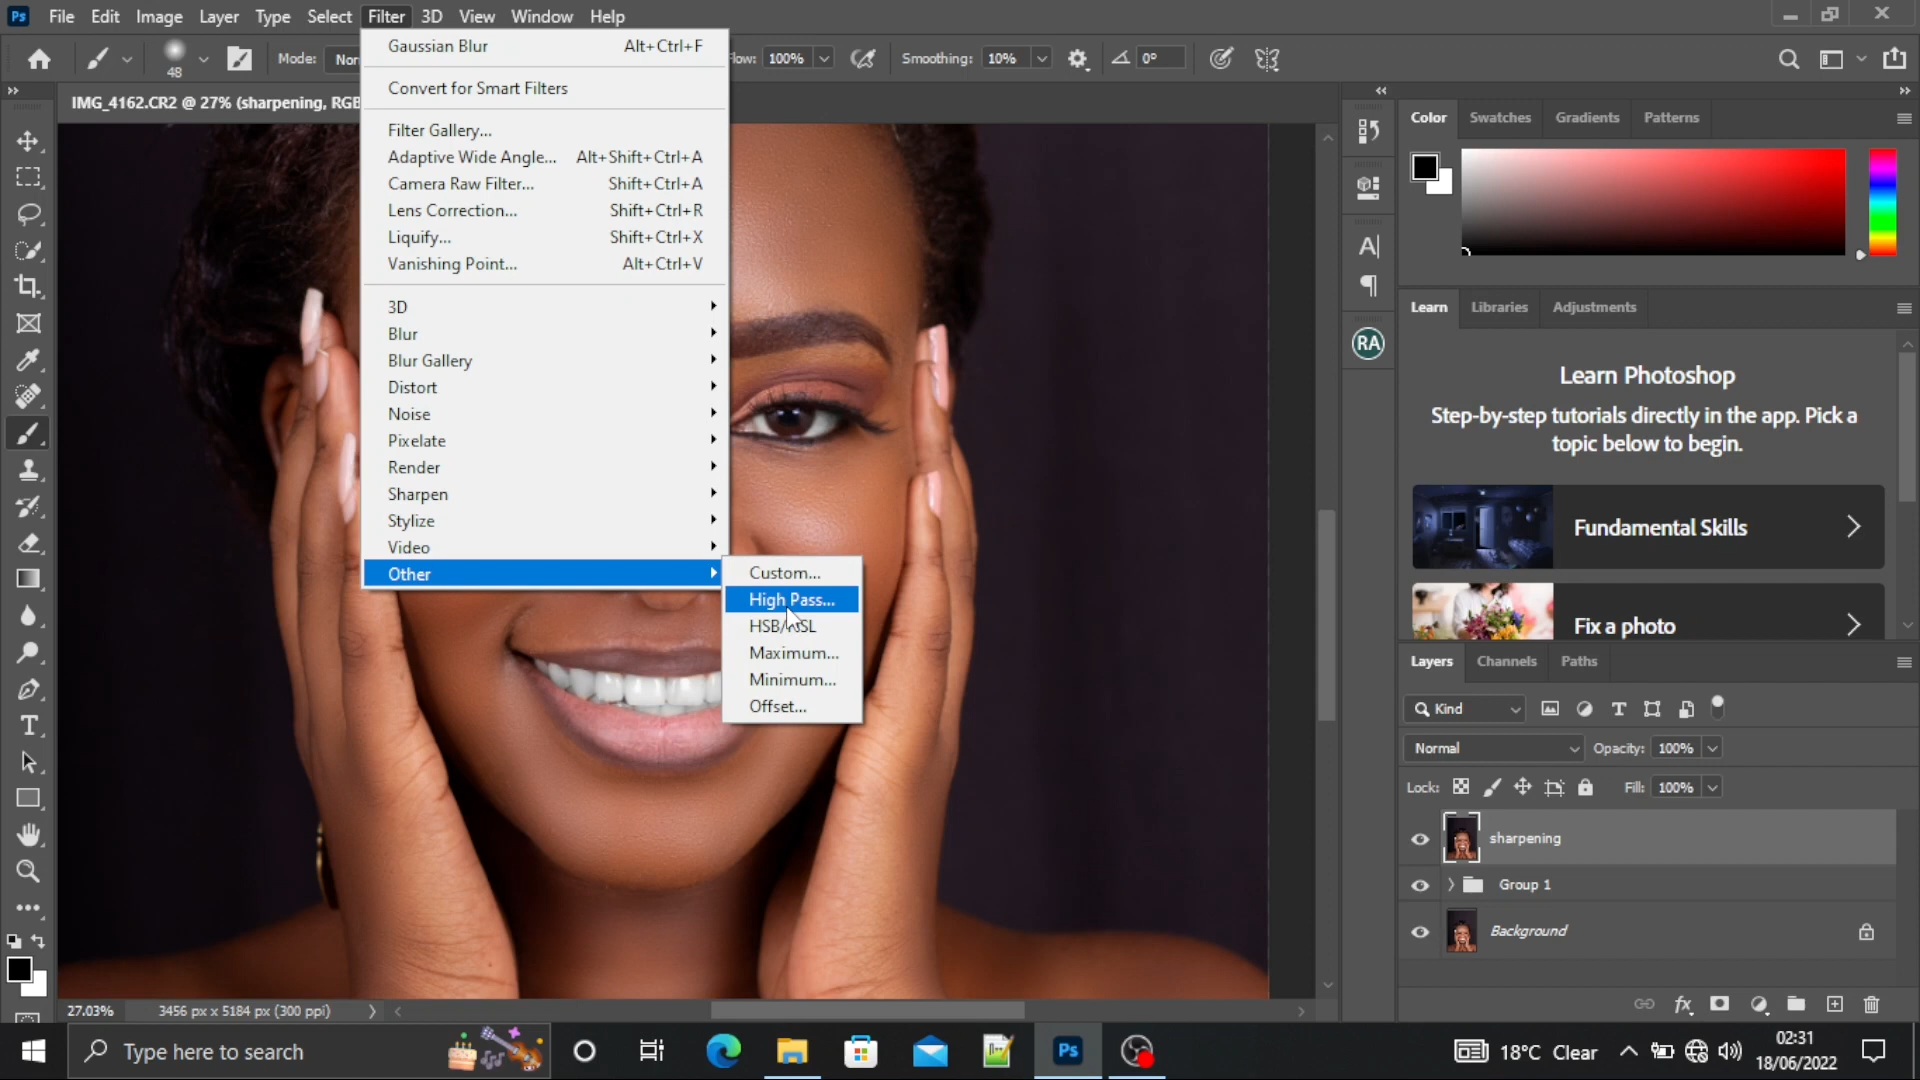 Ps File Edit Image Layer Type Select Filter 3D View Window Help
48 Mode: Nor Flow: 100% Smoothing: 10% 0°
IMG_4162.CR2 @ 27% (sharpening, RGB
Gaussian Blur Alt+Ctrl+F
Convert for Smart Filters
Filter Gallery...
Adaptive Wide Angle... Alt+Shift+Ctrl+A
Camera Raw Filter... Shift+Ctrl+A
Lens Correction... Shift+Ctrl+R
Liquify... Shift+Ctrl+X
Vanishing Point... Alt+Ctrl+V
3D
Blur
Blur Gallery
Distort
Noise
Pixelate
Render
Sharpen
Stylize
Video
Other
Custom...
High Pass...
HSB/HSL
Maximum...
Minimum...
Offset...
RA
Color Swatches Gradients Patterns
Learn Libraries Adjustments
Learn Photoshop
Step-by-step tutorials directly in the app. Pick a
topic below to begin.
Fundamental Skills
Fix a photo
Layers Channels Paths
Kind
Normal Opacity: 100%
Lock: Fill: 100%
sharpening
Group 1
Background
27.03% 3456 px x 5184 px (300 ppi)
Type here to search
Ps
18°C Clear
02:31
18/06/2022